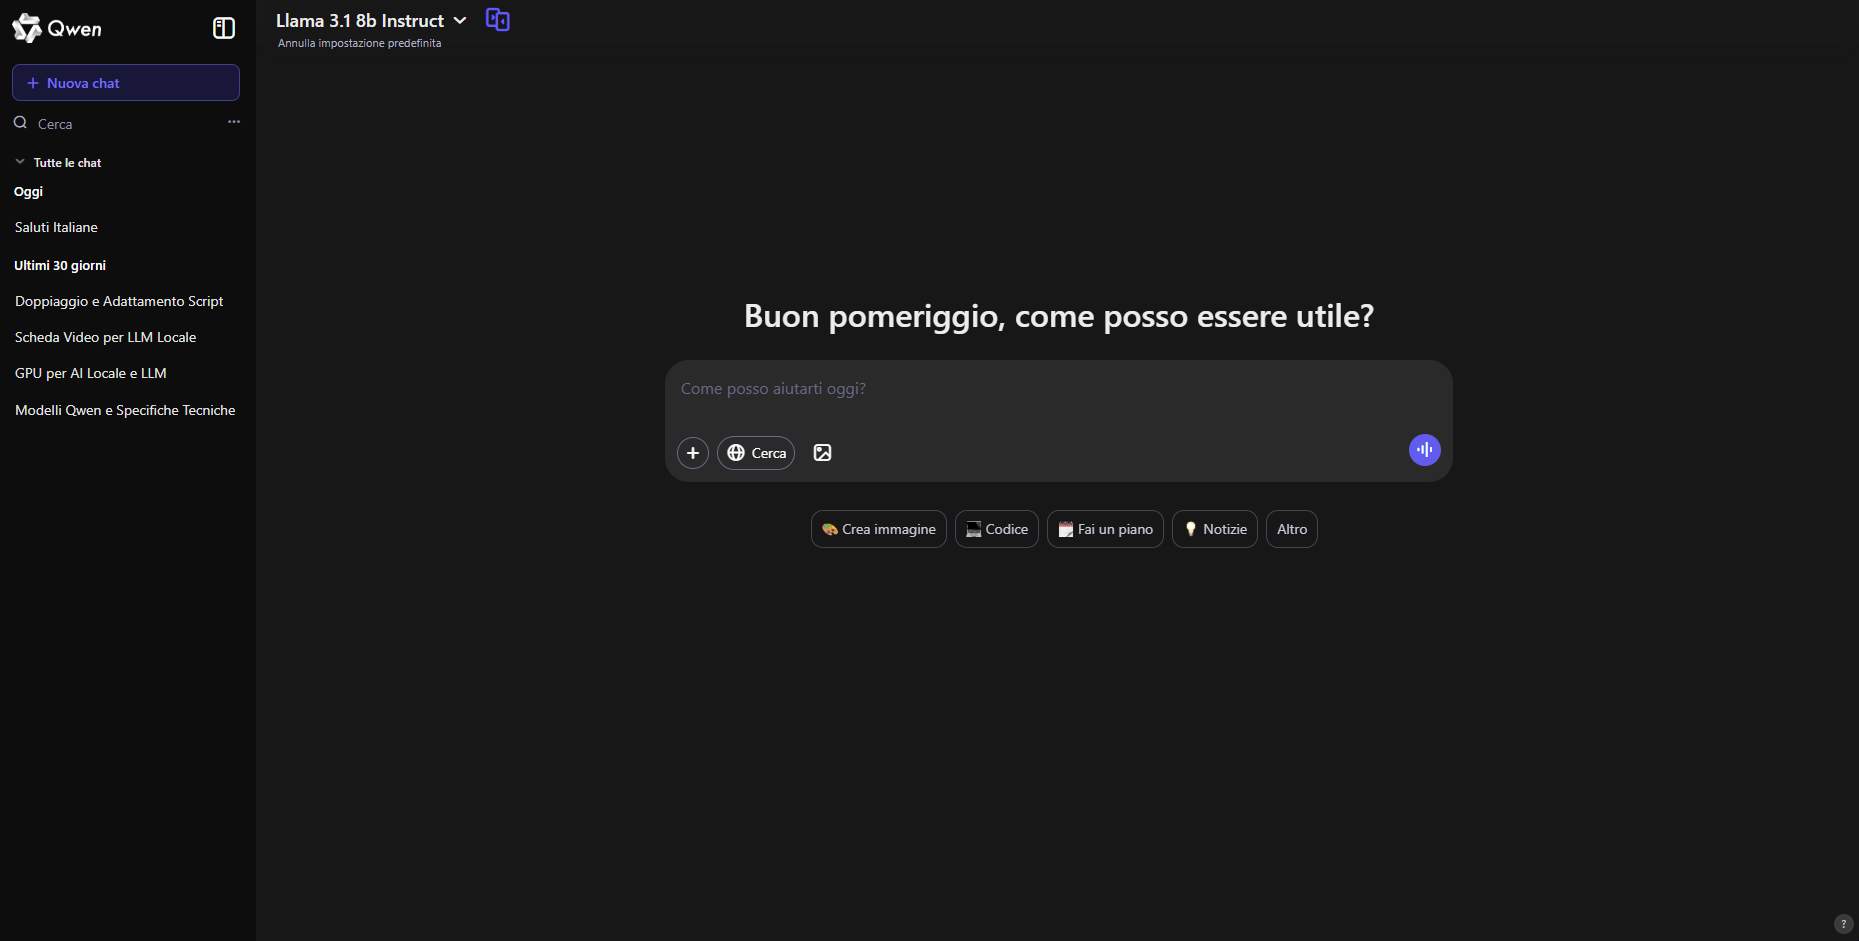 Qwen
Nuova chat
Cerca
Tutte le chat
Oggi
Saluti Italiane
Ultimi 30 giorni
Doppiaggio e Adattamento Script
Scheda Video per LLM Locale
GPU per AI Locale e LLM
Modelli Qwen e Specifiche Tecniche
Llama 3.1 8b Instruct
Annulla impostazione predefinita
Buon pomeriggio, come posso essere utile?
Come posso aiutarti oggi?
Cerca
Crea immagine
Codice
Fai un piano
Notizie
Altro
?